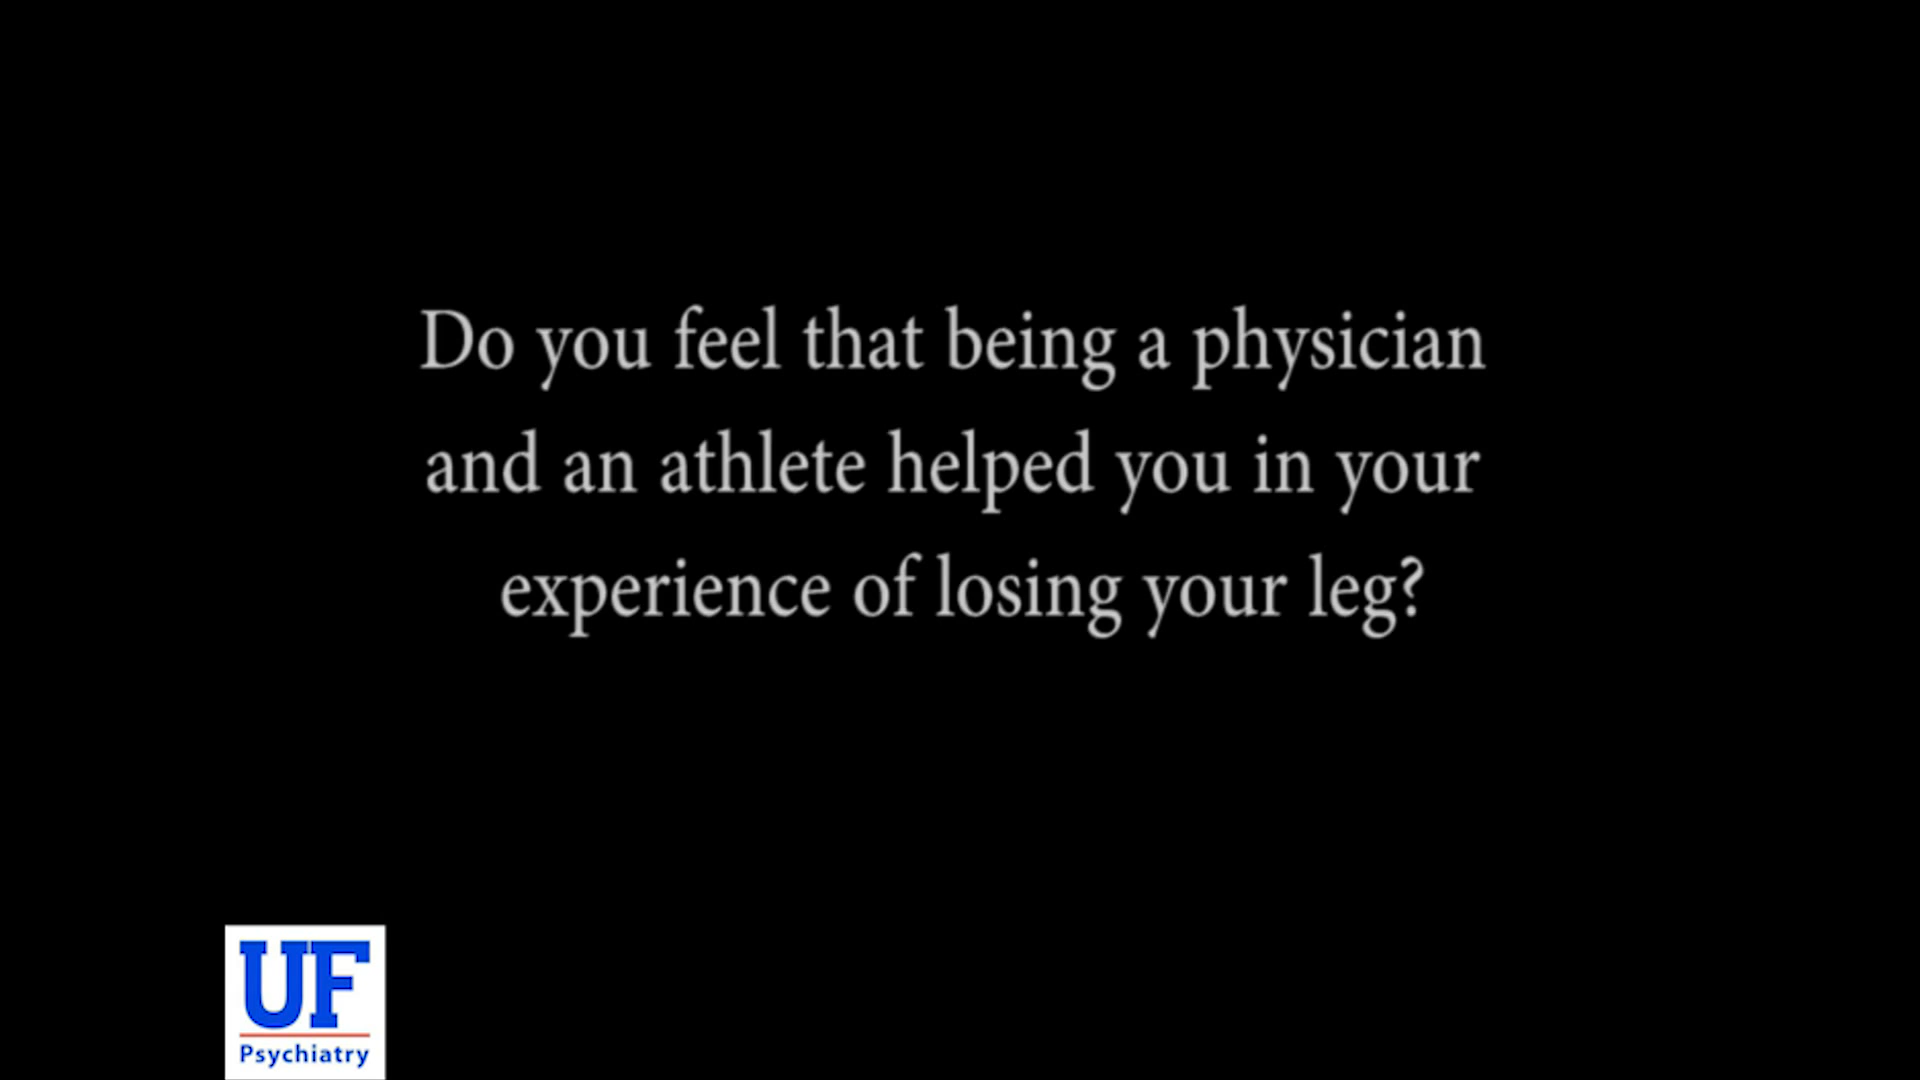 Do you feel that being a physician
and an athlete helped you in your
experience of losing your leg?
UF
Psychiatry